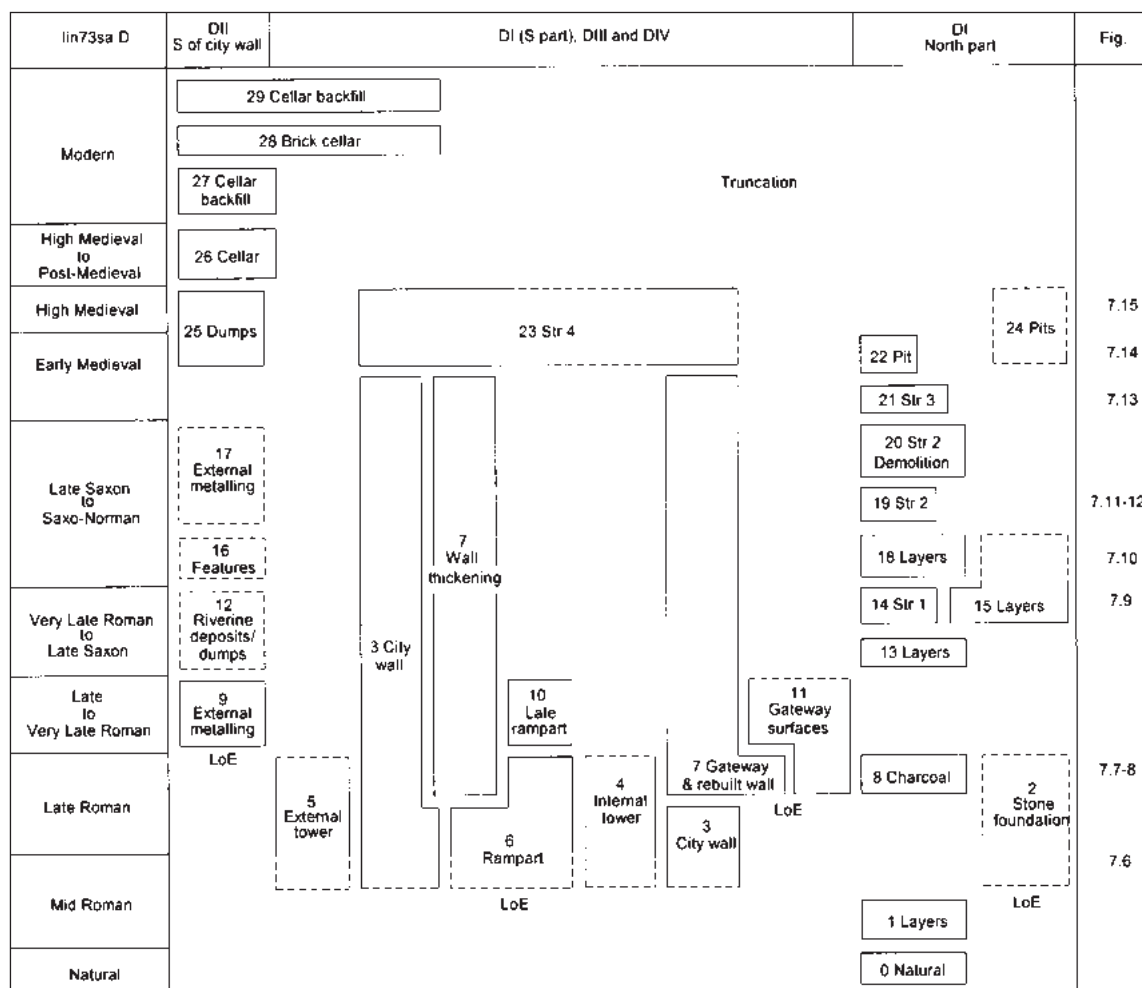 lin73sa D
DII
S of city wall
DI (S part), DIII and DIV
DI
North part
Fig.
29 Cellar backfill
28 Brick cellar
Modern
27 Cellar
backfill
Truncation
High Medieval
to
Post-Medieval
26 Cellar
High Medieval
25 Dumps
23 Str 4
24 Pits
7.15
Early Medieval
22 Pit
7.14
21 Str 3
7.13
17
External
metalling
20 Str 2
Demolition
Late Saxon
to
Saxo-Norman
19 Str 2
7.11-12
16
Features
7
Wall
thickening
18 Layers
7.10
Very Late Roman
to
Late Saxon
12
Riverine
deposits/
dumps
3 City
wall
14 Str 1
15 Layers
7.9
13 Layers
Late
to
Very Late Roman
9
External
metalling
LoE
10
Late
rampart
11
Gateway
surfaces
Late Roman
5
External
tower
6
Rampart
LoE
4
Internal
tower
7 Gateway
& rebuilt wall
LoE
3
City wall
8 Charcoal
2
Stone
foundation
LoE
7.7-8
7.6
Mid Roman
1 Layers
Natural
0 Natural